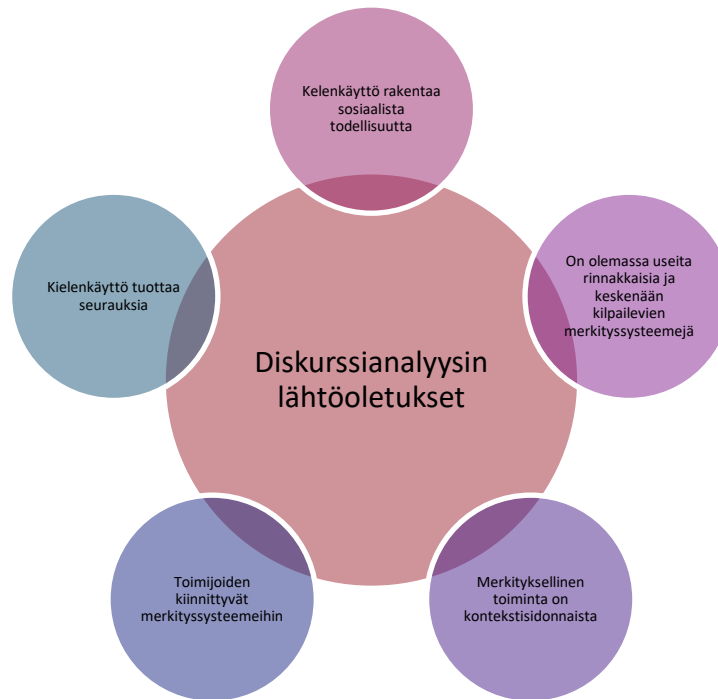 Kelenkäyttö rakentaa
sosiaalista
todellisuutta
On olemassa useita
rinnakkaisia ja
keskenään
kilpailevien
merkityssysteemejä
Kielenkäyttö tuottaa
seurauksia
Diskurssianalyysin
lähtöoletukset
Toimijoiden
kiinnittyvät
merkityssysteemeihin
Merkityksellinen
toiminta on
kontekstisidonnaista